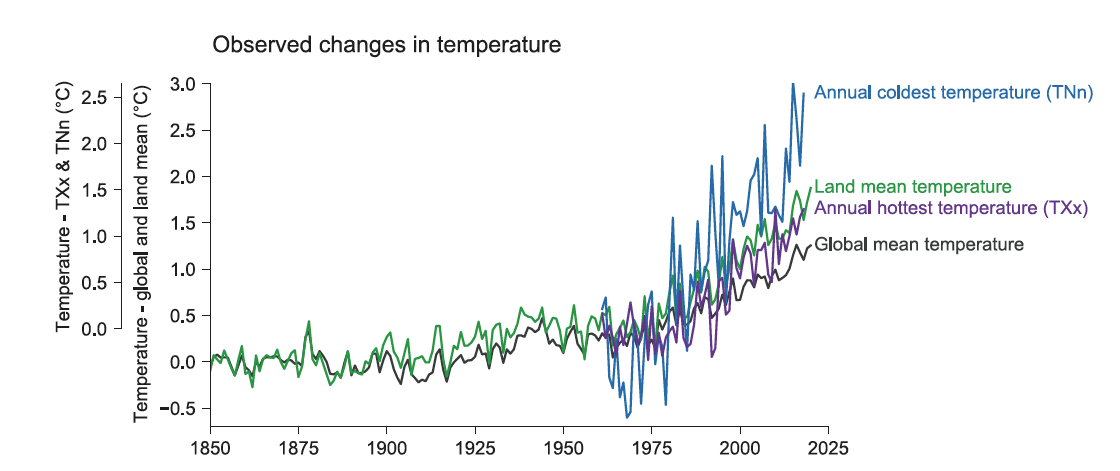 Observed changes in temperature
Temperature - TXx & TNn (°C)
2.5
2.0
1.5
1.0
0.5
0.0
Temperature - global and land mean (°C)
3.0
2.5
2.0
1.5
1.0
0.5
0.0
−0.5
Annual coldest temperature (TNn)
Land mean temperature
Annual hottest temperature (TXx)
Global mean temperature
1850 1875 1900 1925 1950 1975 2000 2025